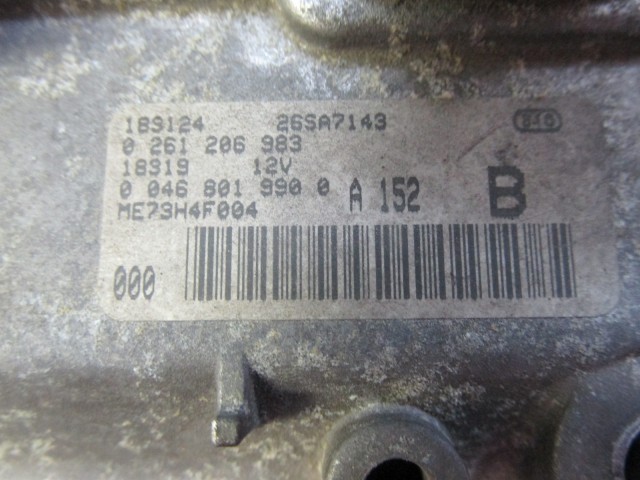 189124 26SA7143
0 261 206 983
18319 12V
0 046 801 990 0 A 152 B
ME73H4F004
000